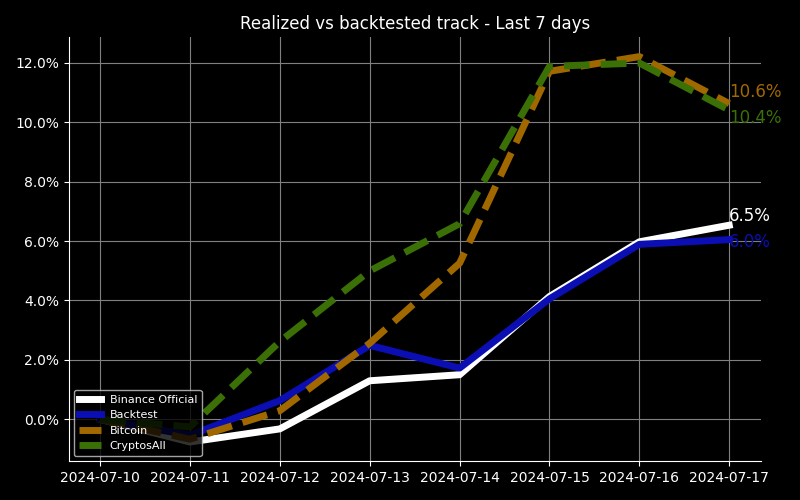 Realized vs backtested track - Last 7 days
12.0%
10.0%
8.0%
6.0%
4.0%
2.0%
0.0%
10.6%
10.4%
6.5%
6.0%
Binance Official
Backtest
Bitcoin
CryptosAll
2024-07-10 2024-07-11 2024-07-12 2024-07-13 2024-07-14 2024-07-15 2024-07-16 2024-07-17